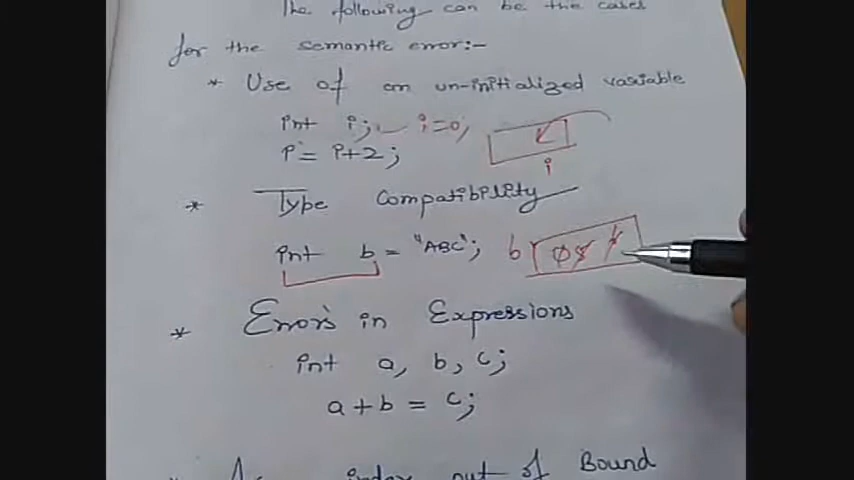 The following can be the cases
for the semantic error:-
* Use of an un-initialized variable
int i; i=0;
i = i+2;
i
* Type Compatibility
int b = "ABC"; b
* Errors in Expressions
int a, b, c;
a+b = c;
index out of Bound